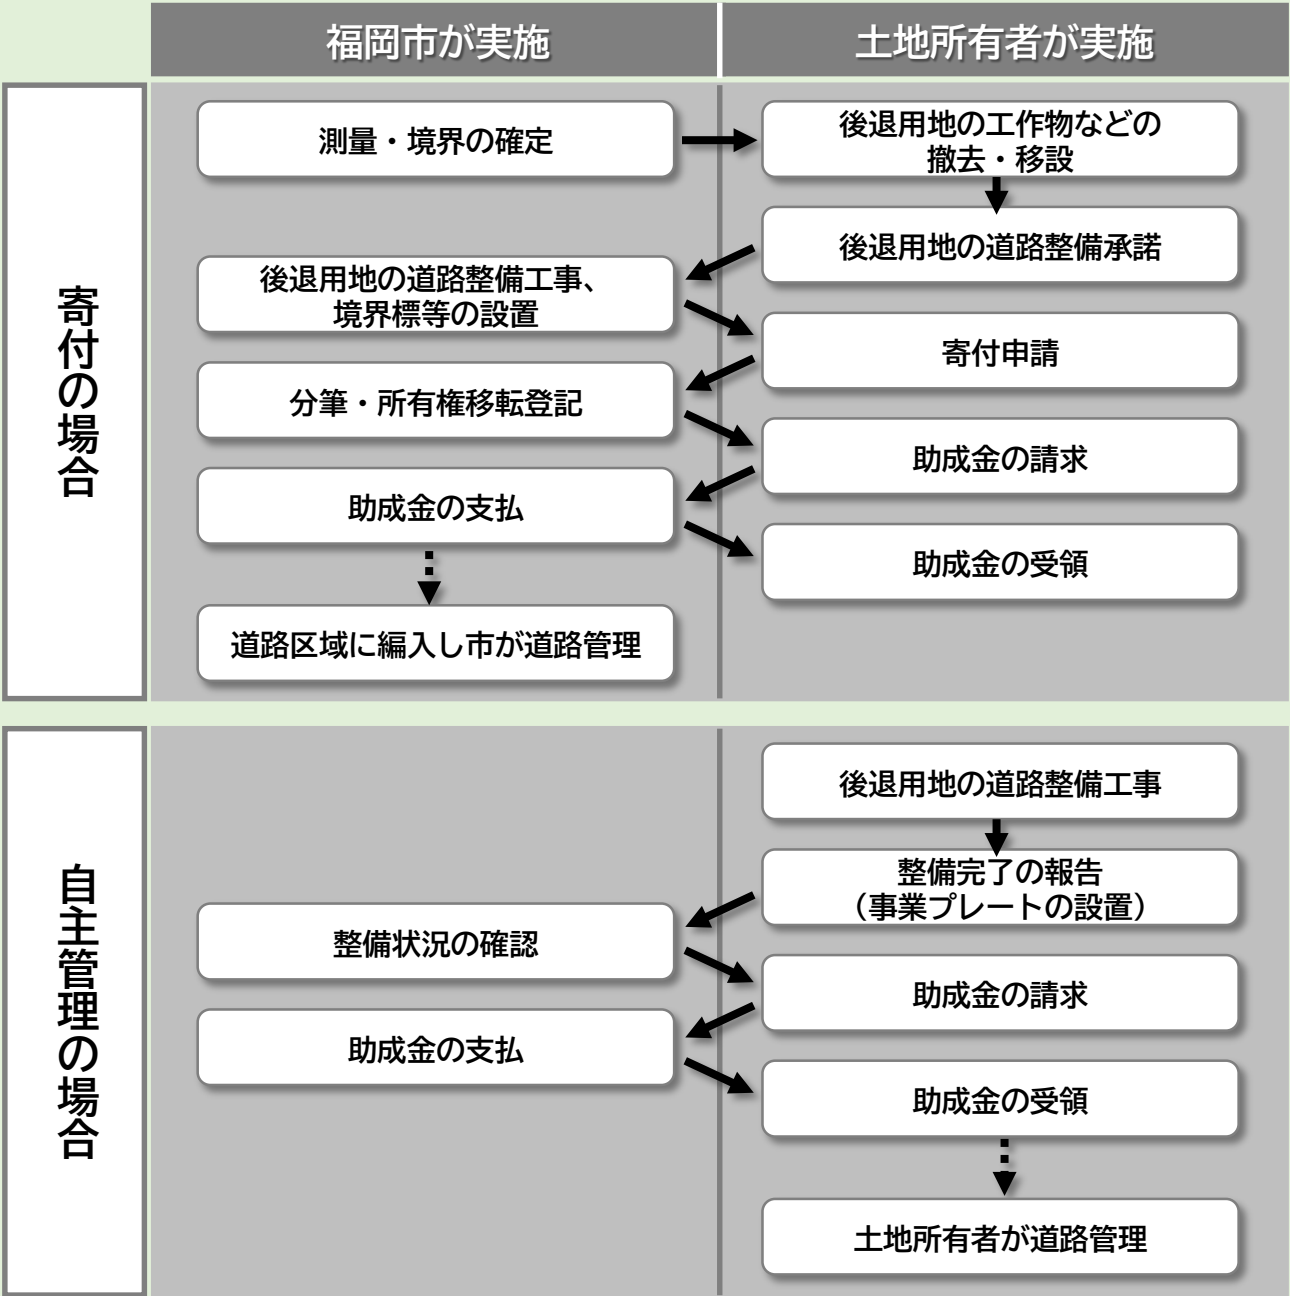 福岡市が実施
土地所有者が実施
寄付の場合
測量・境界の確定
後退用地の工作物などの
撤去・移設
後退用地の道路整備承諾
後退用地の道路整備工事、
境界標等の設置
寄付申請
分筆・所有権移転登記
助成金の請求
助成金の支払
助成金の受領
道路区域に編入し市が道路管理
自主管理の場合
後退用地の道路整備工事
整備完了の報告
（事業プレートの設置）
整備状況の確認
助成金の請求
助成金の支払
助成金の受領
土地所有者が道路管理